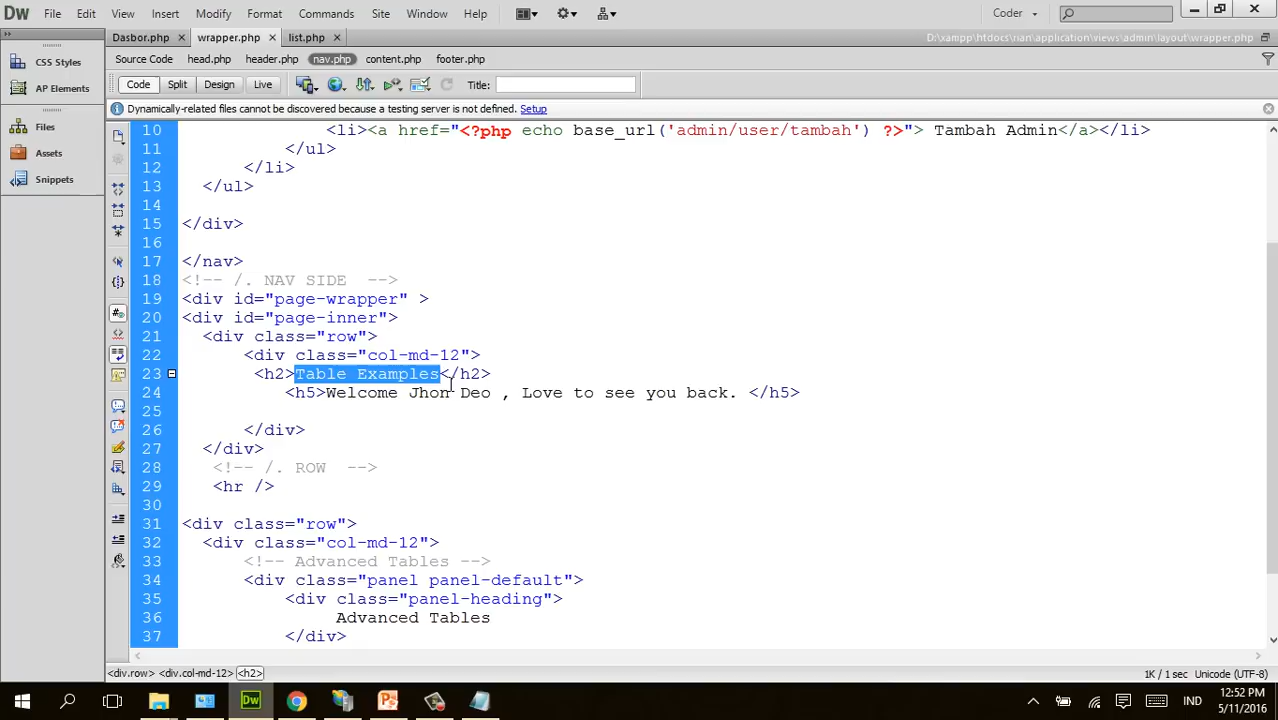 Dw File Edit View Insert Modify Format Commands Site Window Help Coder
Dasbor.php wrapper.php list.php D:\xampp\htdocs\rian\application\views\admin\layout\wrapper.php
Source Code head.php header.php nav.php content.php footer.php
Code Split Design Live Title:
Dynamically-related files cannot be discovered because a testing server is not defined. Setup
CSS Styles
AP Elements
Files
Assets
Snippets
10 <li><a href="<?php echo base_url('admin/user/tambah') ?>"> Tambah Admin</a></li>
11 </ul>
12 </li>
13 </ul>
14
15 </div>
16
17 </nav>
18 <!-- /. NAV SIDE -->
19 <div id="page-wrapper" >
20 <div id="page-inner">
21 <div class="row">
22 <div class="col-md-12">
23 <h2>Table Examples</h2>
24 <h5>Welcome Jhon Deo , Love to see you back. </h5>
25
26 </div>
27 </div>
28 <!-- /. ROW -->
29 <hr />
30
31 <div class="row">
32 <div class="col-md-12">
33 <!-- Advanced Tables -->
34 <div class="panel panel-default">
35 <div class="panel-heading">
36 Advanced Tables
37 </div>
<div.row> <div.col-md-12> <h2> 1K / 1 sec Unicode (UTF-8)
Dw IND 12:52 PM
5/11/2016